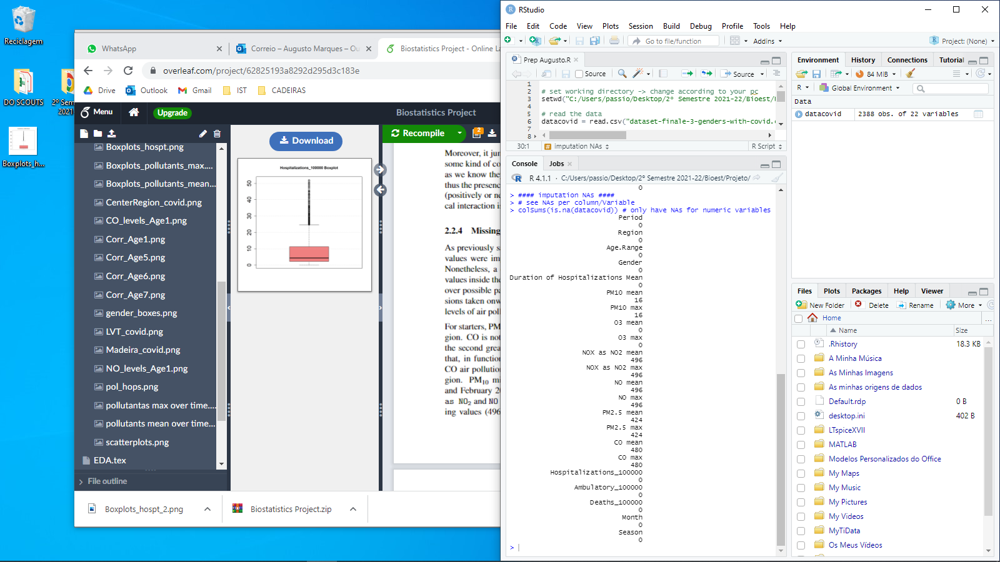 Reciclagem
DO SCOUTS
2º Sem
2021
Boxplots_h...
WhatsApp
Correio – Augusto Marques – Ou
Biostatistics Project - Online La
overleaf.com/project/62825193a8292d295d3c183e
Drive
Outlook
Gmail
IST
CADEIRAS
Menu
Upgrade
Biostatistics Project
Download
Recompile
2
Boxplots_hospt.png
Boxplots_pollutants_max....
Boxplots_pollutants_mean...
CenterRegion_covid.png
CO_levels_Age1.png
Corr_Age1.png
Corr_Age5.png
Corr_Age6.png
Corr_Age7.png
gender_boxes.png
LVT_covid.png
Madeira_covid.png
NO_levels_Age1.png
pol_hops.png
pollutantas max over time....
pollutants mean over time...
scatterplots.png
EDA.tex
File outline
Hospitalizations_100000 Boxplot
50
40
30
20
10
0
Moreover, it jun
some kind of co
as we know the
thus the presenc
(positively or ne
cal interaction is
2.2.4 Missing
As previously s
values were im
Nonetheless, a
values inside the
over possible pa
sions taken onw
levels of air poll
For starters, PM
gion. CO is not
the second grea
that, in function
CO air pollution
gion. PM10 mi
and February 2
as NO2 and NO
ing values (496
Boxplots_hospt_2.png
Biostatistics Project.zip
RStudio
File Edit Code View Plots Session Build Debug Profile Tools Help
Go to file/function
Addins
Project: (None)
Prep Augusto.R
Source
Source
1
2 # set working directory -> change according to your pc
3 setwd("C:/Users/passio/Desktop/2º Semestre 2021-22/Bioest/
4
5 # read the data
6 datacovid = read.csv("dataset-finale-3-genders-with-covid.
7
8
30:1
imputation NAs
R Script
Console
Jobs
R 4.1.1 · C:/Users/passio/Desktop/2º Semestre 2021-22/Bioest/Projeto/
0
> #### imputation NAs ####
> # see NAs per column/Variable
> colSums(is.na(datacovid)) # only have NAs for numeric variables
Period
0
Region
0
Age.Range
0
Gender
0
Duration of Hospitalizations Mean
0
PM10 mean
16
PM10 max
16
O3 mean
0
O3 max
0
NOX as NO2 mean
496
NOX as NO2 max
496
NO mean
496
NO max
496
PM2.5 mean
424
PM2.5 max
424
CO mean
480
CO max
480
Hospitalizations_100000
0
Ambulatory_100000
0
Deaths_100000
0
Month
0
Season
0
>
Environment History Connections Tutorial
84 MiB
R
Global Environment
Data
datacovid 2388 obs. of 22 variables
Files Plots Packages Help Viewer
New Folder Delete Rename More
Home
...
Name Size
.Rhistory 18.3 KB
A Minha Música
As Minhas Imagens
As minhas origens de dados
Default.rdp 0 B
desktop.ini 402 B
LTspiceXVII
MATLAB
Modelos Personalizados do Office
My Maps
My Music
My Pictures
My Videos
MyTiData
Os Meus Vídeos